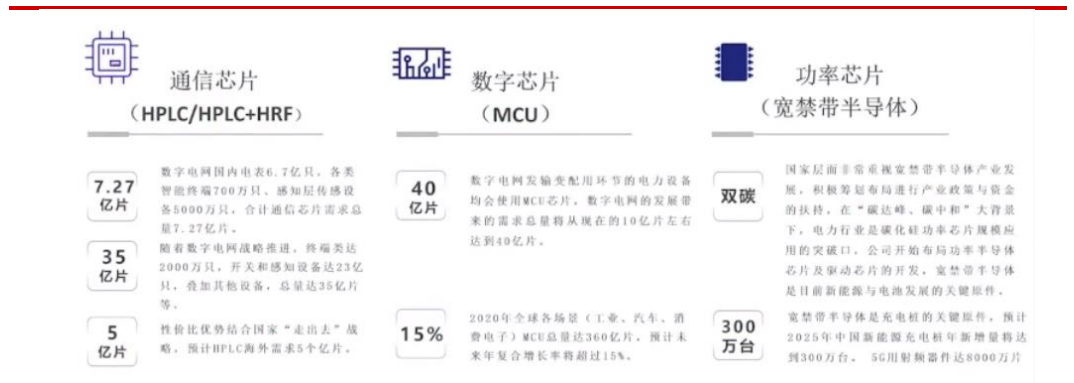 通信芯片
（HPLC/HPLC+HRF）
7.27
亿片
数字电网国内电表6.7亿只，各类
智能终端700万只、感知层传感设
备5000万只，合计通信芯片需求总
量7.27亿片。
35
亿片
随着数字电网战略推进，终端类达
2000万只，开关和感知设备达23亿
只，叠加其他设备，总量达35亿片
等。
5
亿片
性价比优势结合国家“走出去”战
略，预计HPLC海外需求5个亿片。
数字芯片
（MCU）
40
亿片
数字电网发输变配用环节的电力设备
均会使用MCU芯片，数字电网的发展带
来的需求总量将从现在的10亿片左右
达到40亿片。
15%
2020年全球各场景（工业、汽车、消
费电子）MCU总量达360亿片，预计未
来年复合增长率将超过15%。
功率芯片
（宽禁带半导体）
双碳
国家层面非常重视宽禁带半导体产业发
展，积极筹划布局进行产业政策与资金
的扶持，在“碳达峰、碳中和”大背景
下，电力行业是碳化硅功率芯片规模应
用的突破口，公司开始布局功率半导体
芯片及驱动芯片的开发，宽禁带半导体
是目前新能源与电池发展的关键原件。
300
万台
宽禁带半导体是充电桩的关键原件，预计
2025年中国新能源充电桩年新增量将达
到300万台。 5G用射频器件达8000万片